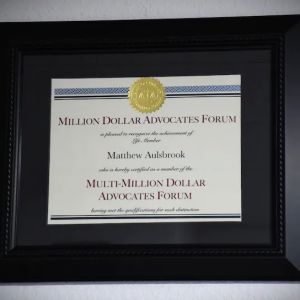 MILLION DOLLAR ADVOCATES FORUM
is pleased to recognize the achievement of
Life Member
Matthew Aulsbrook
who is hereby certified as a member of the
MULTI-MILLION DOLLAR
ADVOCATES FORUM
having met the qualifications for such distinction